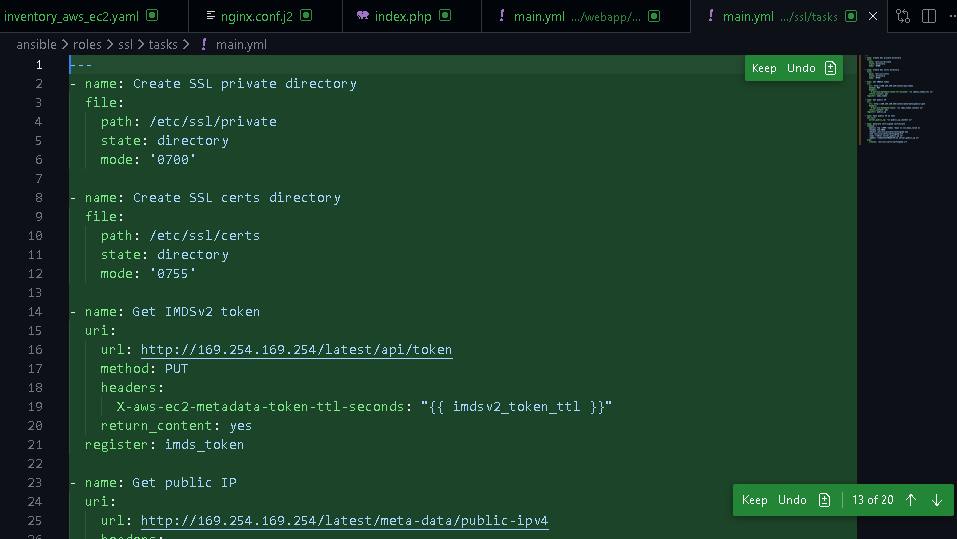 inventory_aws_ec2.yaml nginx.conf.j2 index.php main.yml .../webapp/... main.yml .../ssl/tasks
ansible > roles > ssl > tasks > ! main.yml
Keep Undo
1 ---
2 - name: Create SSL private directory
3 file:
4 path: /etc/ssl/private
5 state: directory
6 mode: '0700'
7
8 - name: Create SSL certs directory
9 file:
10 path: /etc/ssl/certs
11 state: directory
12 mode: '0755'
13
14 - name: Get IMDSv2 token
15 uri:
16 url: http://169.254.169.254/latest/api/token
17 method: PUT
18 headers:
19 X-aws-ec2-metadata-token-ttl-seconds: "{{ imdsv2_token_ttl }}"
20 return_content: yes
21 register: imds_token
22
23 - name: Get public IP
24 uri:
25 url: http://169.254.169.254/latest/meta-data/public-ipv4
26 headers:
Keep Undo 13 of 20